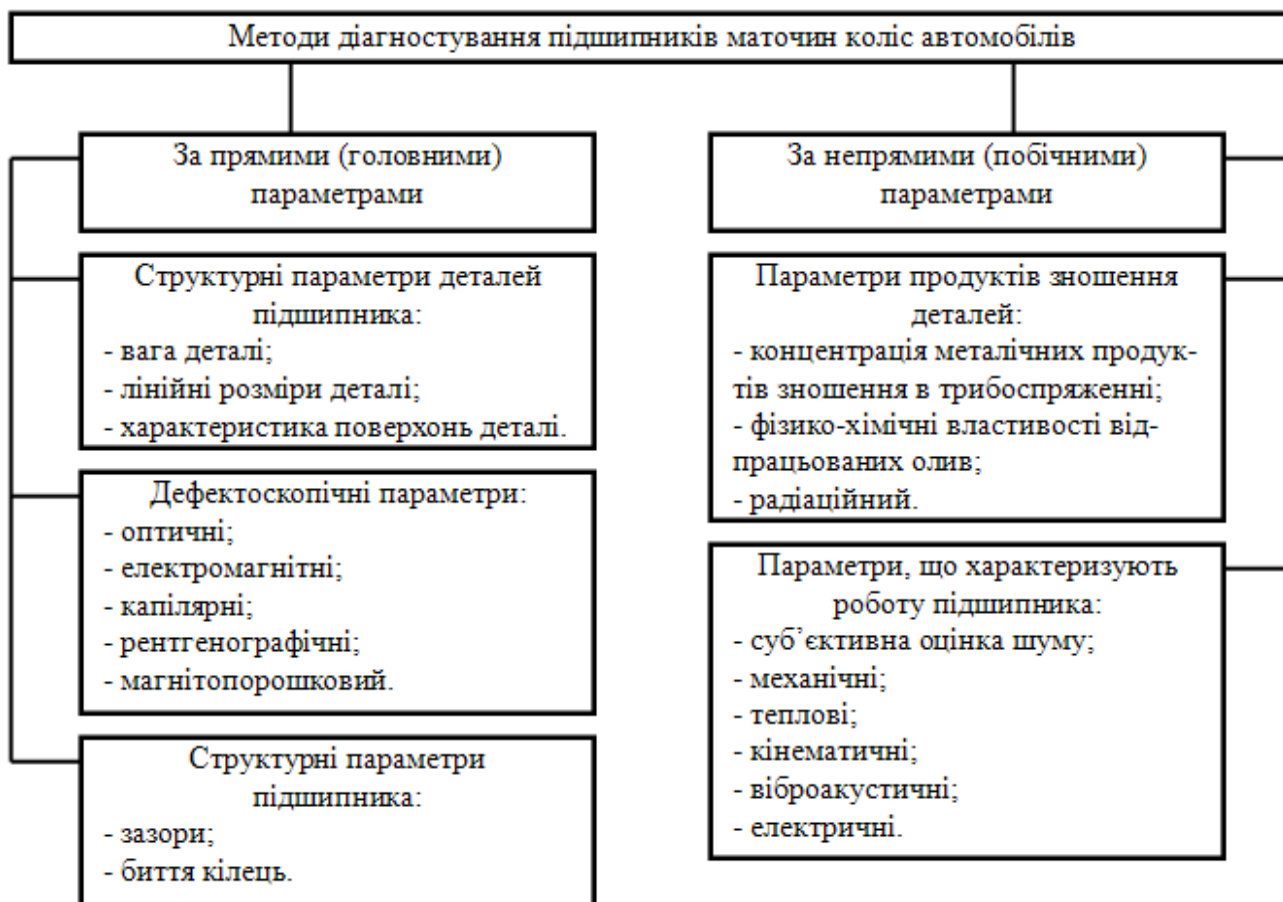 Методи діагностування підшипників маточин коліс автомобілів
За прямими (головними)
параметрами
Структурні параметри деталей
підшипника:
- вага деталі;
- лінійні розміри деталі;
- характеристика поверхонь деталі.
Дефектоскопічні параметри:
- оптичні;
- електромагнітні;
- капілярні;
- рентгенографічні;
- магнітопорошковий.
Структурні параметри
підшипника:
- зазори;
- биття кілець.
За непрямими (побічними)
параметрами
Параметри продуктів зношення
деталей:
- концентрація металічних продук-
тів зношення в трибоспряженні;
- фізико-хімічні властивості від-
працьованих олив;
- радіаційний.
Параметри, що характеризують
роботу підшипника:
- суб’єктивна оцінка шуму;
- механічні;
- теплові;
- кінематичні;
- віброакустичні;
- електричні.